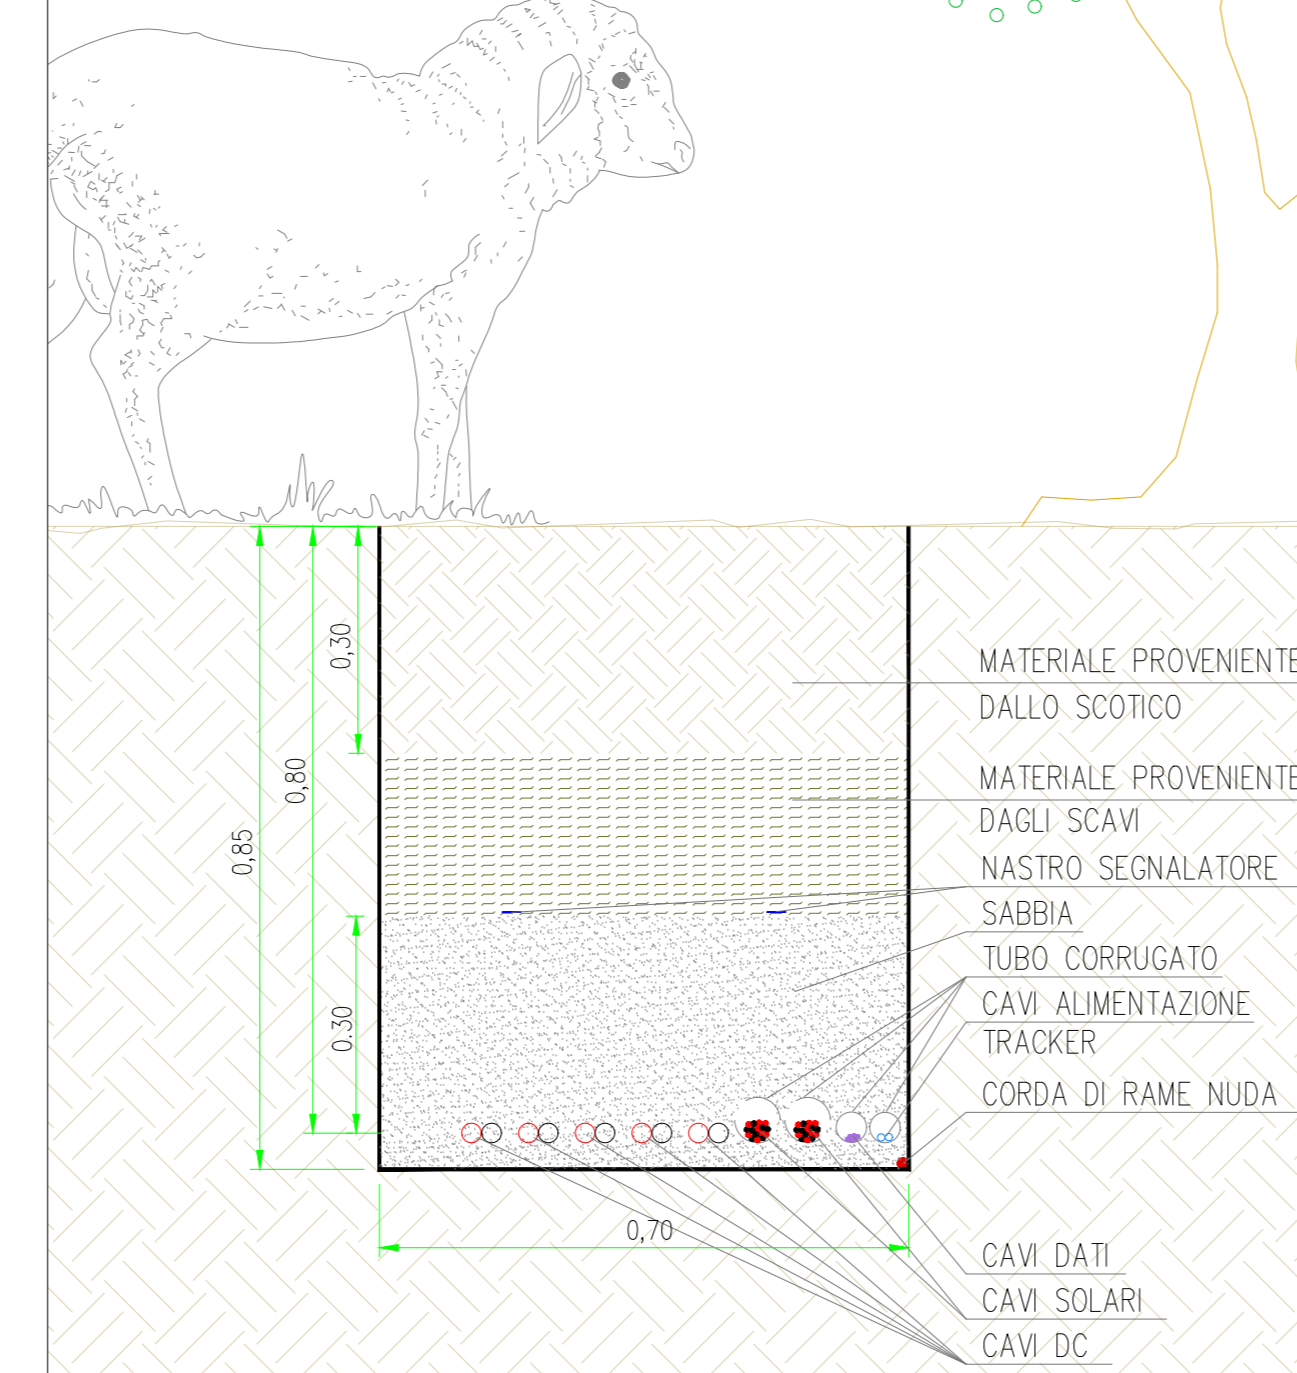 0,30
MATERIALE PROVENIENTE
DALLO SCOTICO
0,80
MATERIALE PROVENIENTE
DAGLI SCAVI
0,85
NASTRO SEGNALATORE
SABBIA
TUBO CORRUGATO
0.30
CAVI ALIMENTAZIONE
TRACKER
CORDA DI RAME NUDA
0,70
CAVI DATI
CAVI SOLARI
CAVI DC